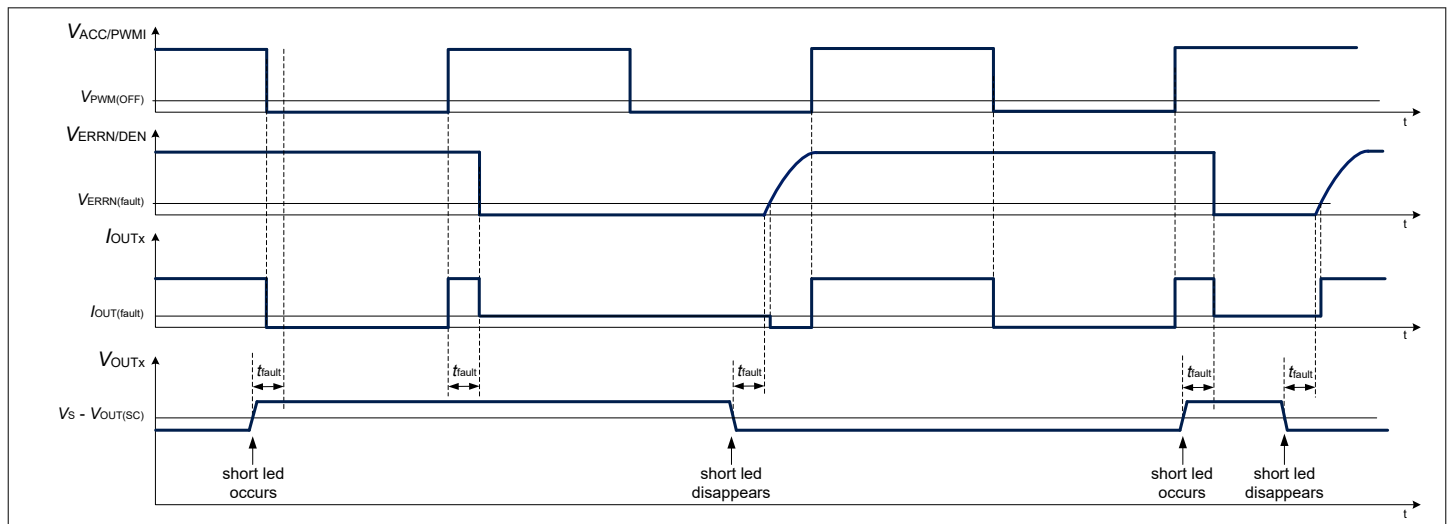 VACC/PWMI
VPWM(OFF)
t
VERRN/DEN
VERRN(fault)
t
IOUTx
IOUT(fault)
t
VOUTx
tfault
tfault
tfault
tfault
tfault
VS - VOUT(SC)
short led
occurs
short led
disappears
short led
occurs
short led
disappears
t